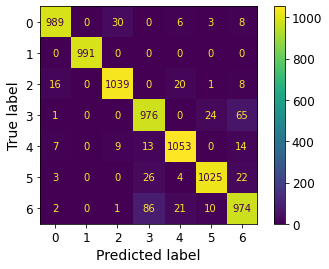 0 989 0 30 0 6 3 8
1 0 991 0 0 0 0 0
2 16 0 1039 0 20 1 8
3 1 0 0 976 0 24 65
4 7 0 9 13 1053 0 14
5 3 0 0 26 4 1025 22
6 2 0 1 86 21 10 974
0 1 2 3 4 5 6
Predicted label
True label
1000
800
600
400
200
0